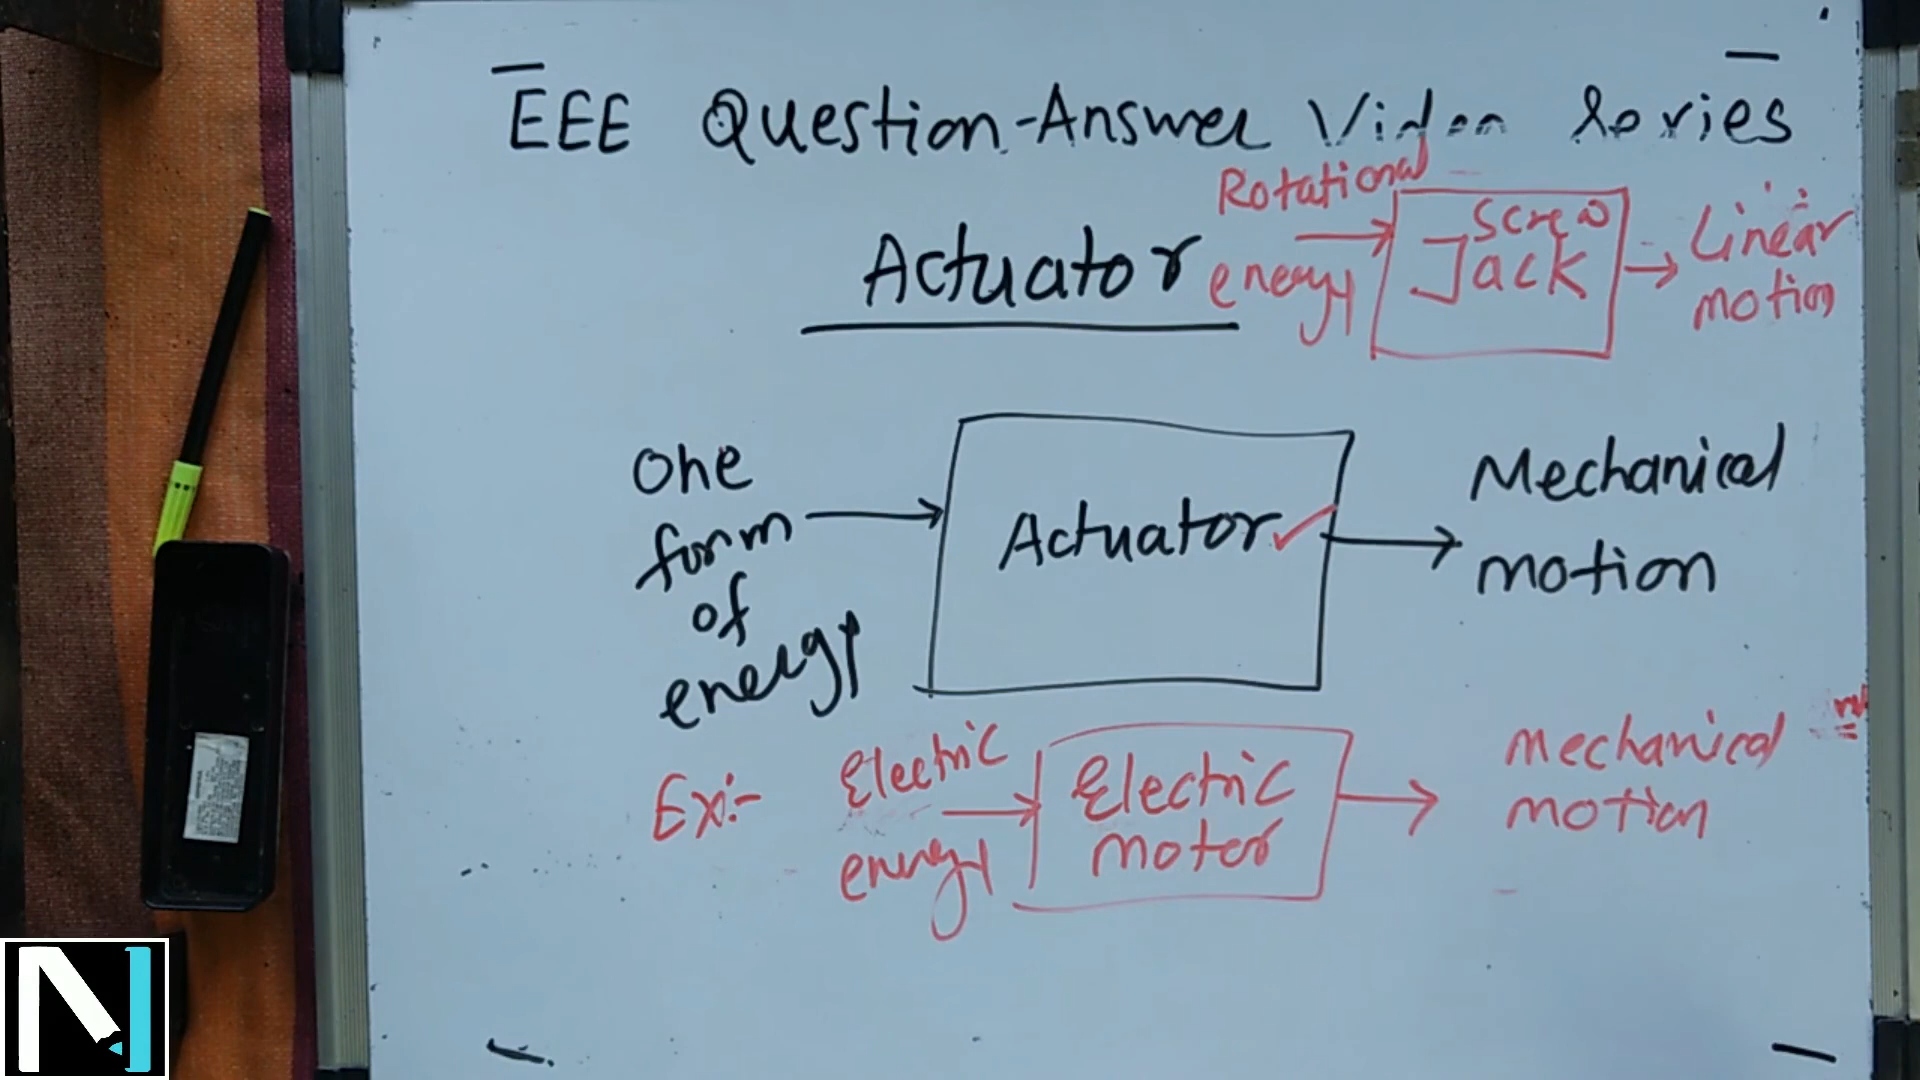 EEE Question-Answer Video Series
Rotational
energy
Screw
Jack
Linear
motion
Actuator
One
form
of
energy
Actuator
Mechanical
motion
Ex:-
Electric
energy
Electric
motor
Mechanical
motion